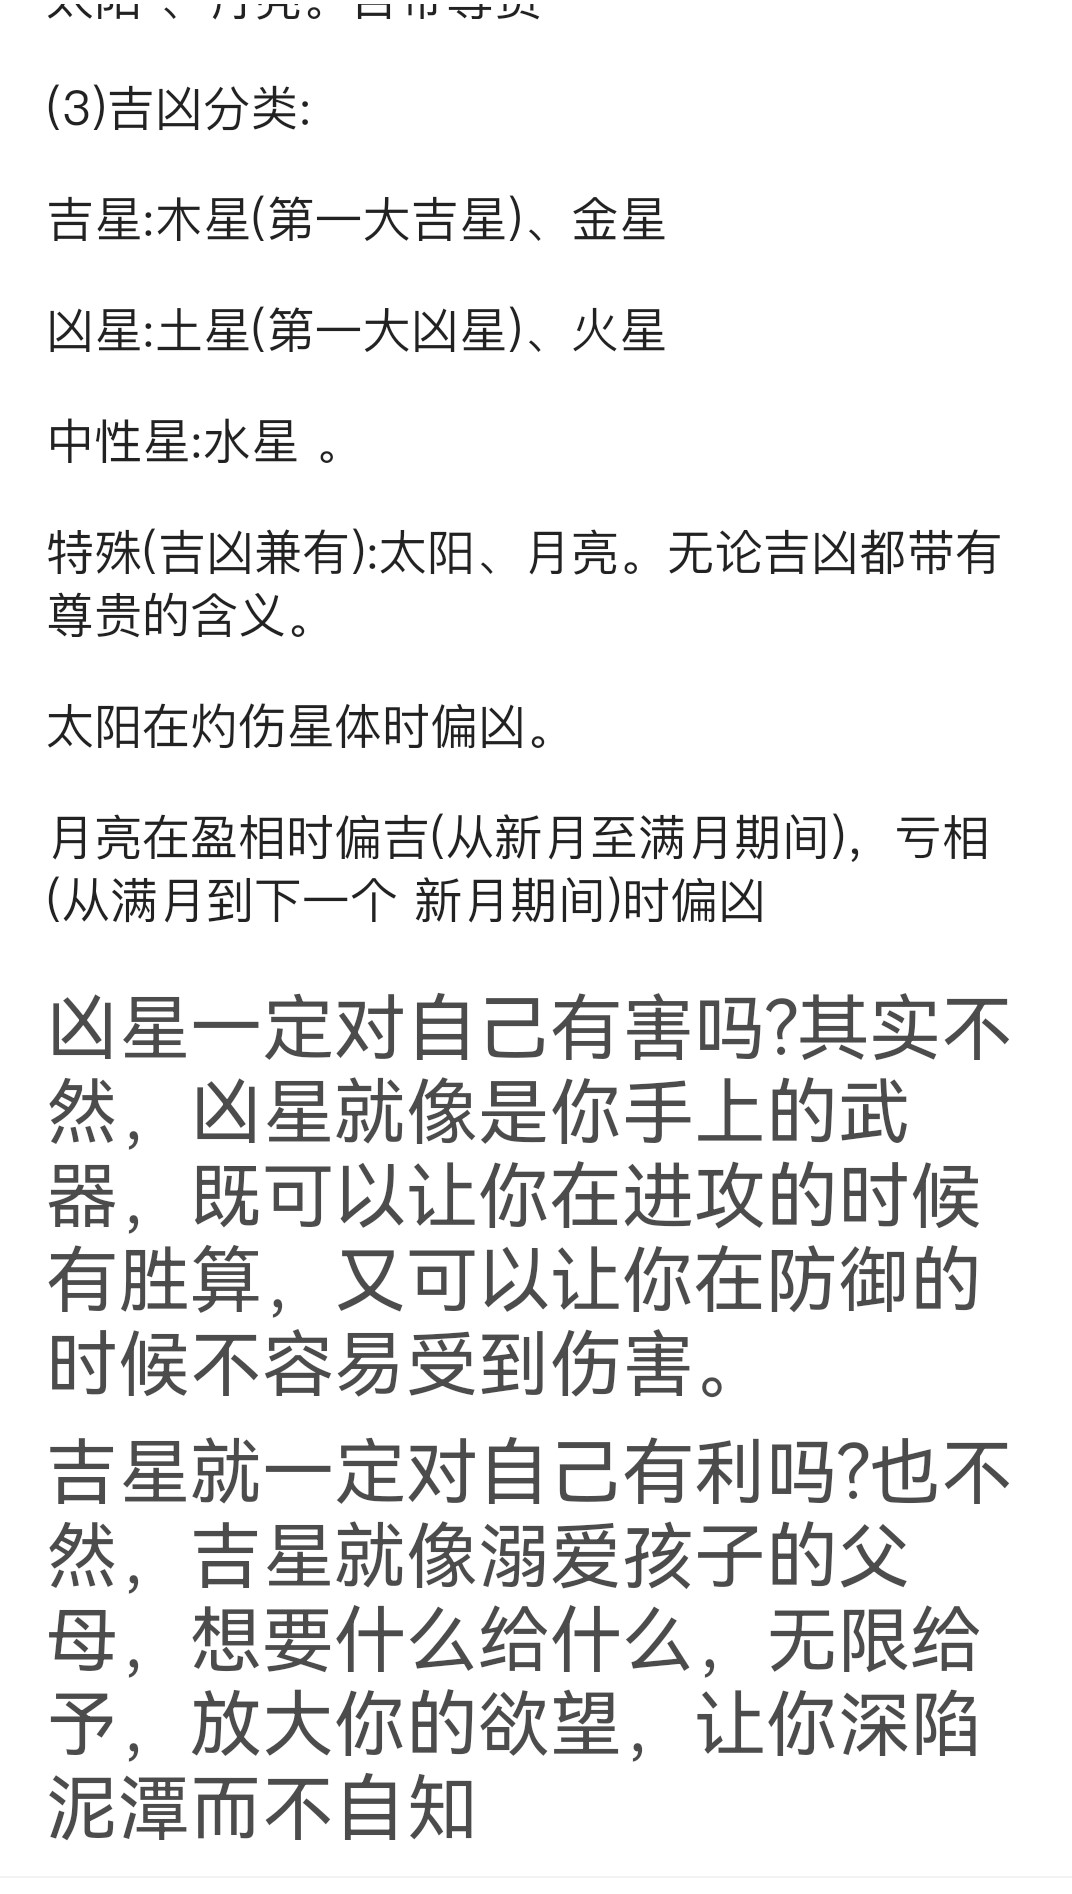 (3)吉凶分类:
吉星:木星(第一大吉星)、金星
凶星:土星(第一大凶星)、火星
中性星:水星 。
特殊(吉凶兼有):太阳、月亮。无论吉凶都带有
尊贵的含义。
太阳在灼伤星体时偏凶。
月亮在盈相时偏吉(从新月至满月期间)，亏相
(从满月到下一个 新月期间)时偏凶
凶星一定对自己有害吗?其实不
然，凶星就像是你手上的武
器，既可以让你在进攻的时候
有胜算，又可以让你在防御的
时候不容易受到伤害。
吉星就一定对自己有利吗?也不
然，吉星就像溺爱孩子的父
母，想要什么给什么，无限给
予，放大你的欲望，让你深陷
泥潭而不自知